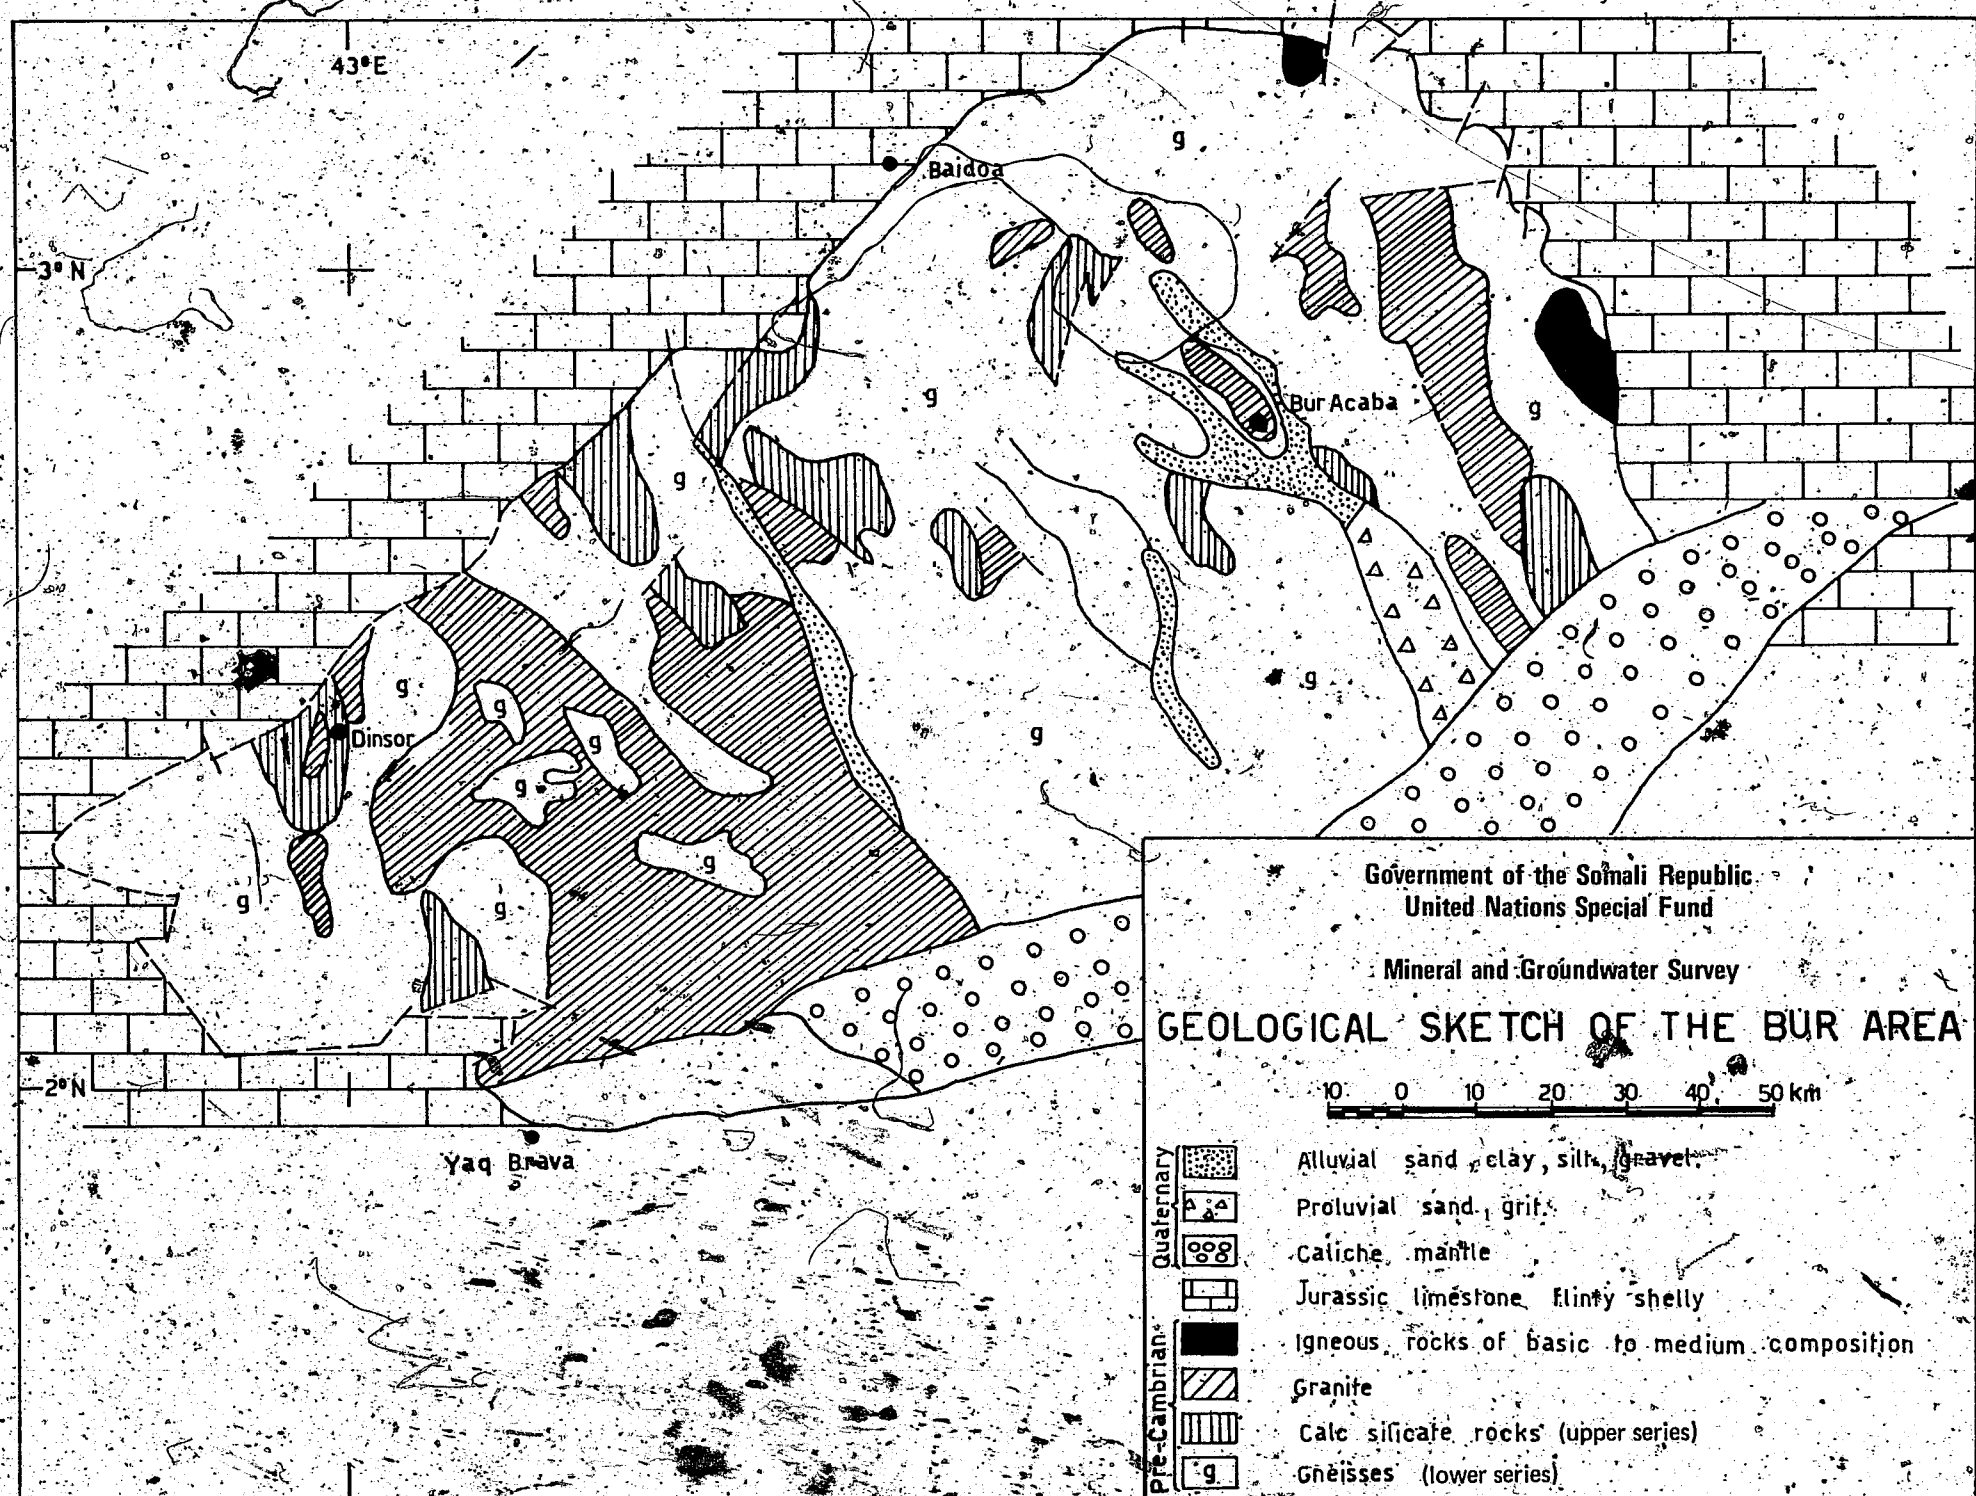 43°E
g
Baidoa
3° N
g
Bur Acaba
g
g
g
g
Dinsor
g
g
g
g
g
g
g
2° N
Yaq Brava
Government of the Somali Republic
United Nations Special Fund
Mineral and Groundwater Survey
GEOLOGICAL SKETCH OF THE BUR AREA
10 0 10 20 30 40 50 km
Quaternary
Alluvial sand, clay, silt, gravel.
Proluvial sand, grit.
Caliche mantle
Jurassic limestone flinty shelly
Pre-Cambrian
Igneous rocks of basic to medium composition
Granite
Calc silicate rocks (upper series)
g Gneisses (lower series)